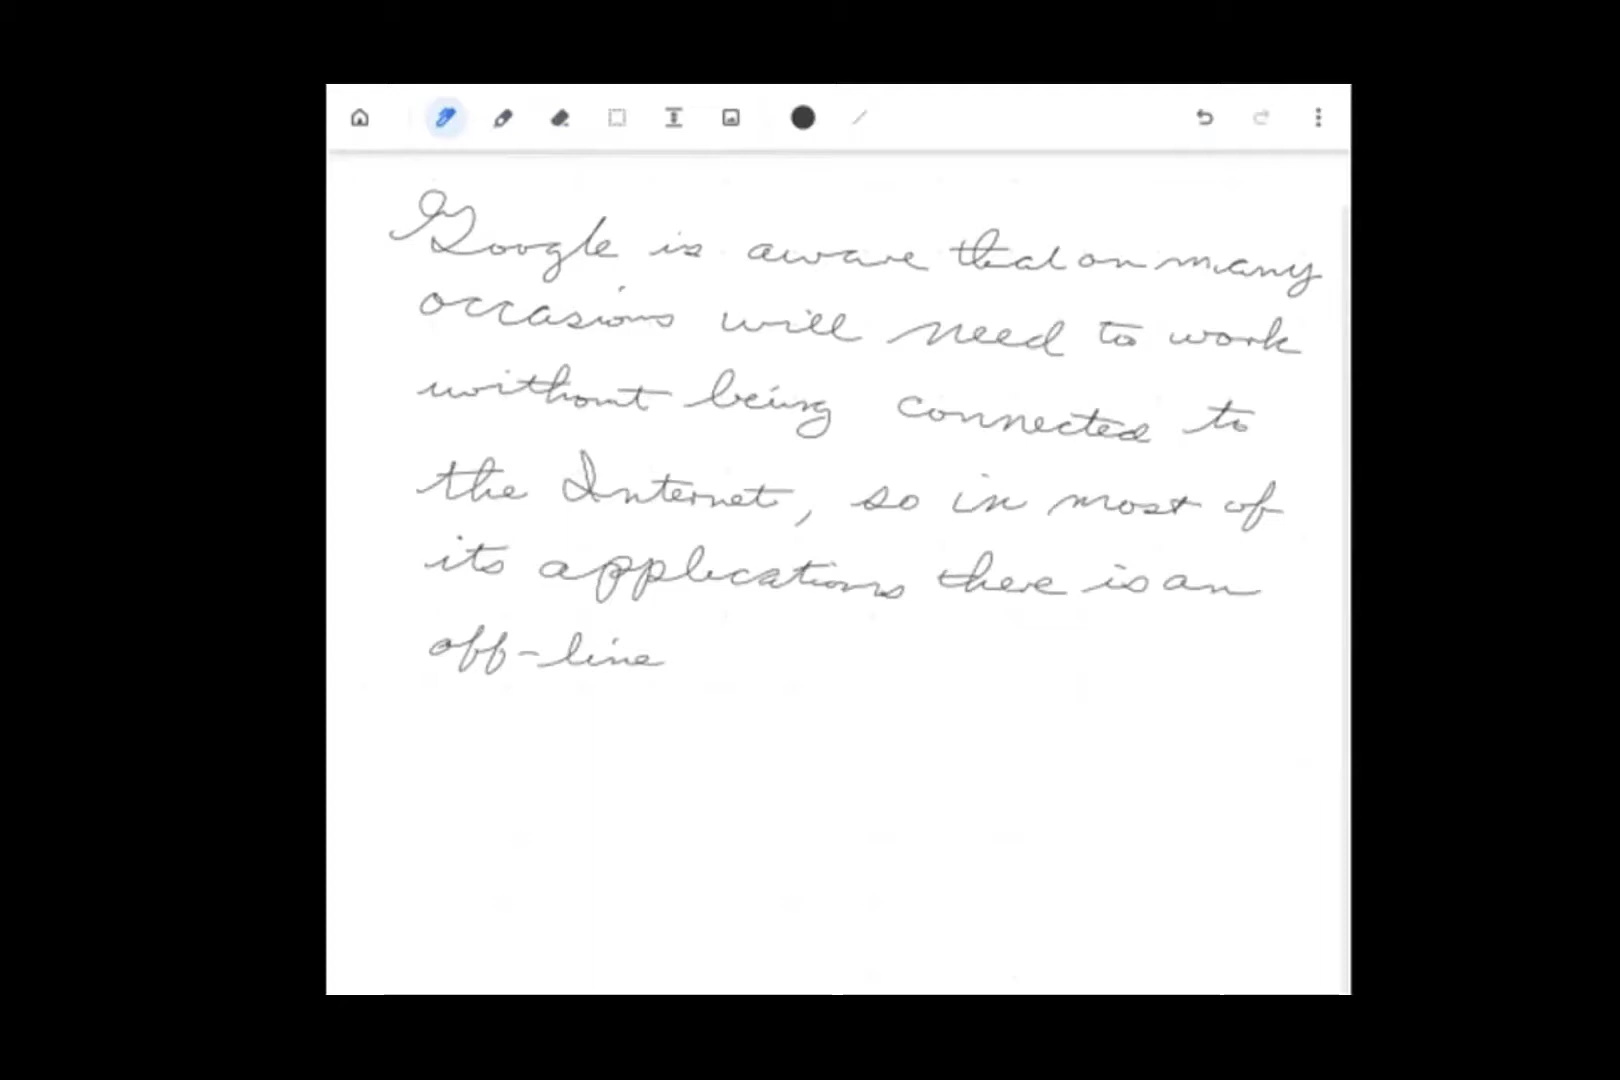 Google is aware that on many
occasions will need to work
without being connected to
the Internet, so in most of
its applications there is an
off-line